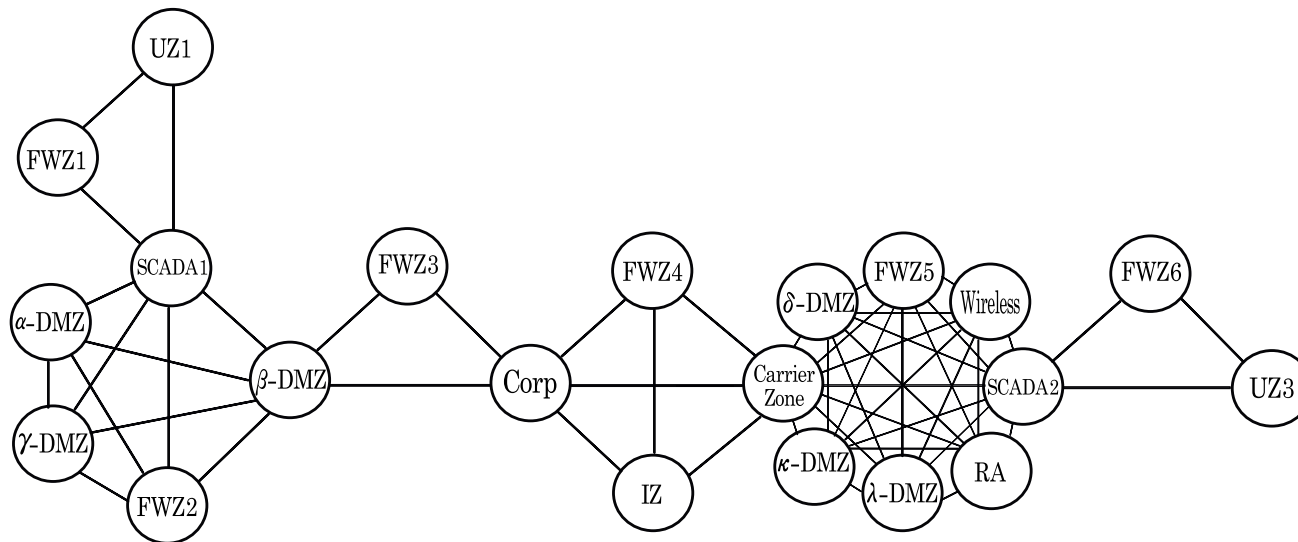 UZ1
FWZ1
SCADA1
α-DMZ
β-DMZ
γ-DMZ
FWZ2
FWZ3
Corp
FWZ4
IZ
Carrier
Zone
δ-DMZ
FWZ5
Wireless
SCADA2
κ-DMZ
λ-DMZ
RA
FWZ6
UZ3